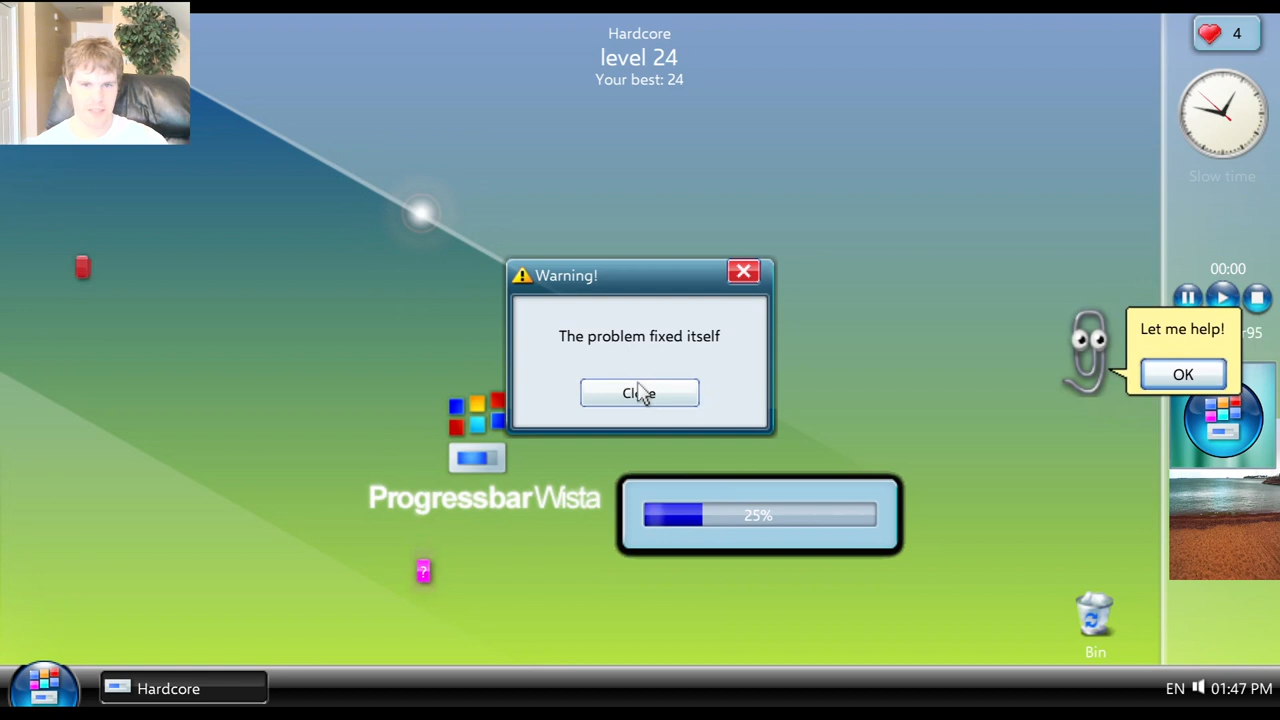 Hardcore
level 24
Your best: 24
4
Slow time
Warning!
The problem fixed itself
00:00
r95
Let me help!
OK
25%
ProgressbarWista
?
Bin
Hardcore
EN 01:47 PM